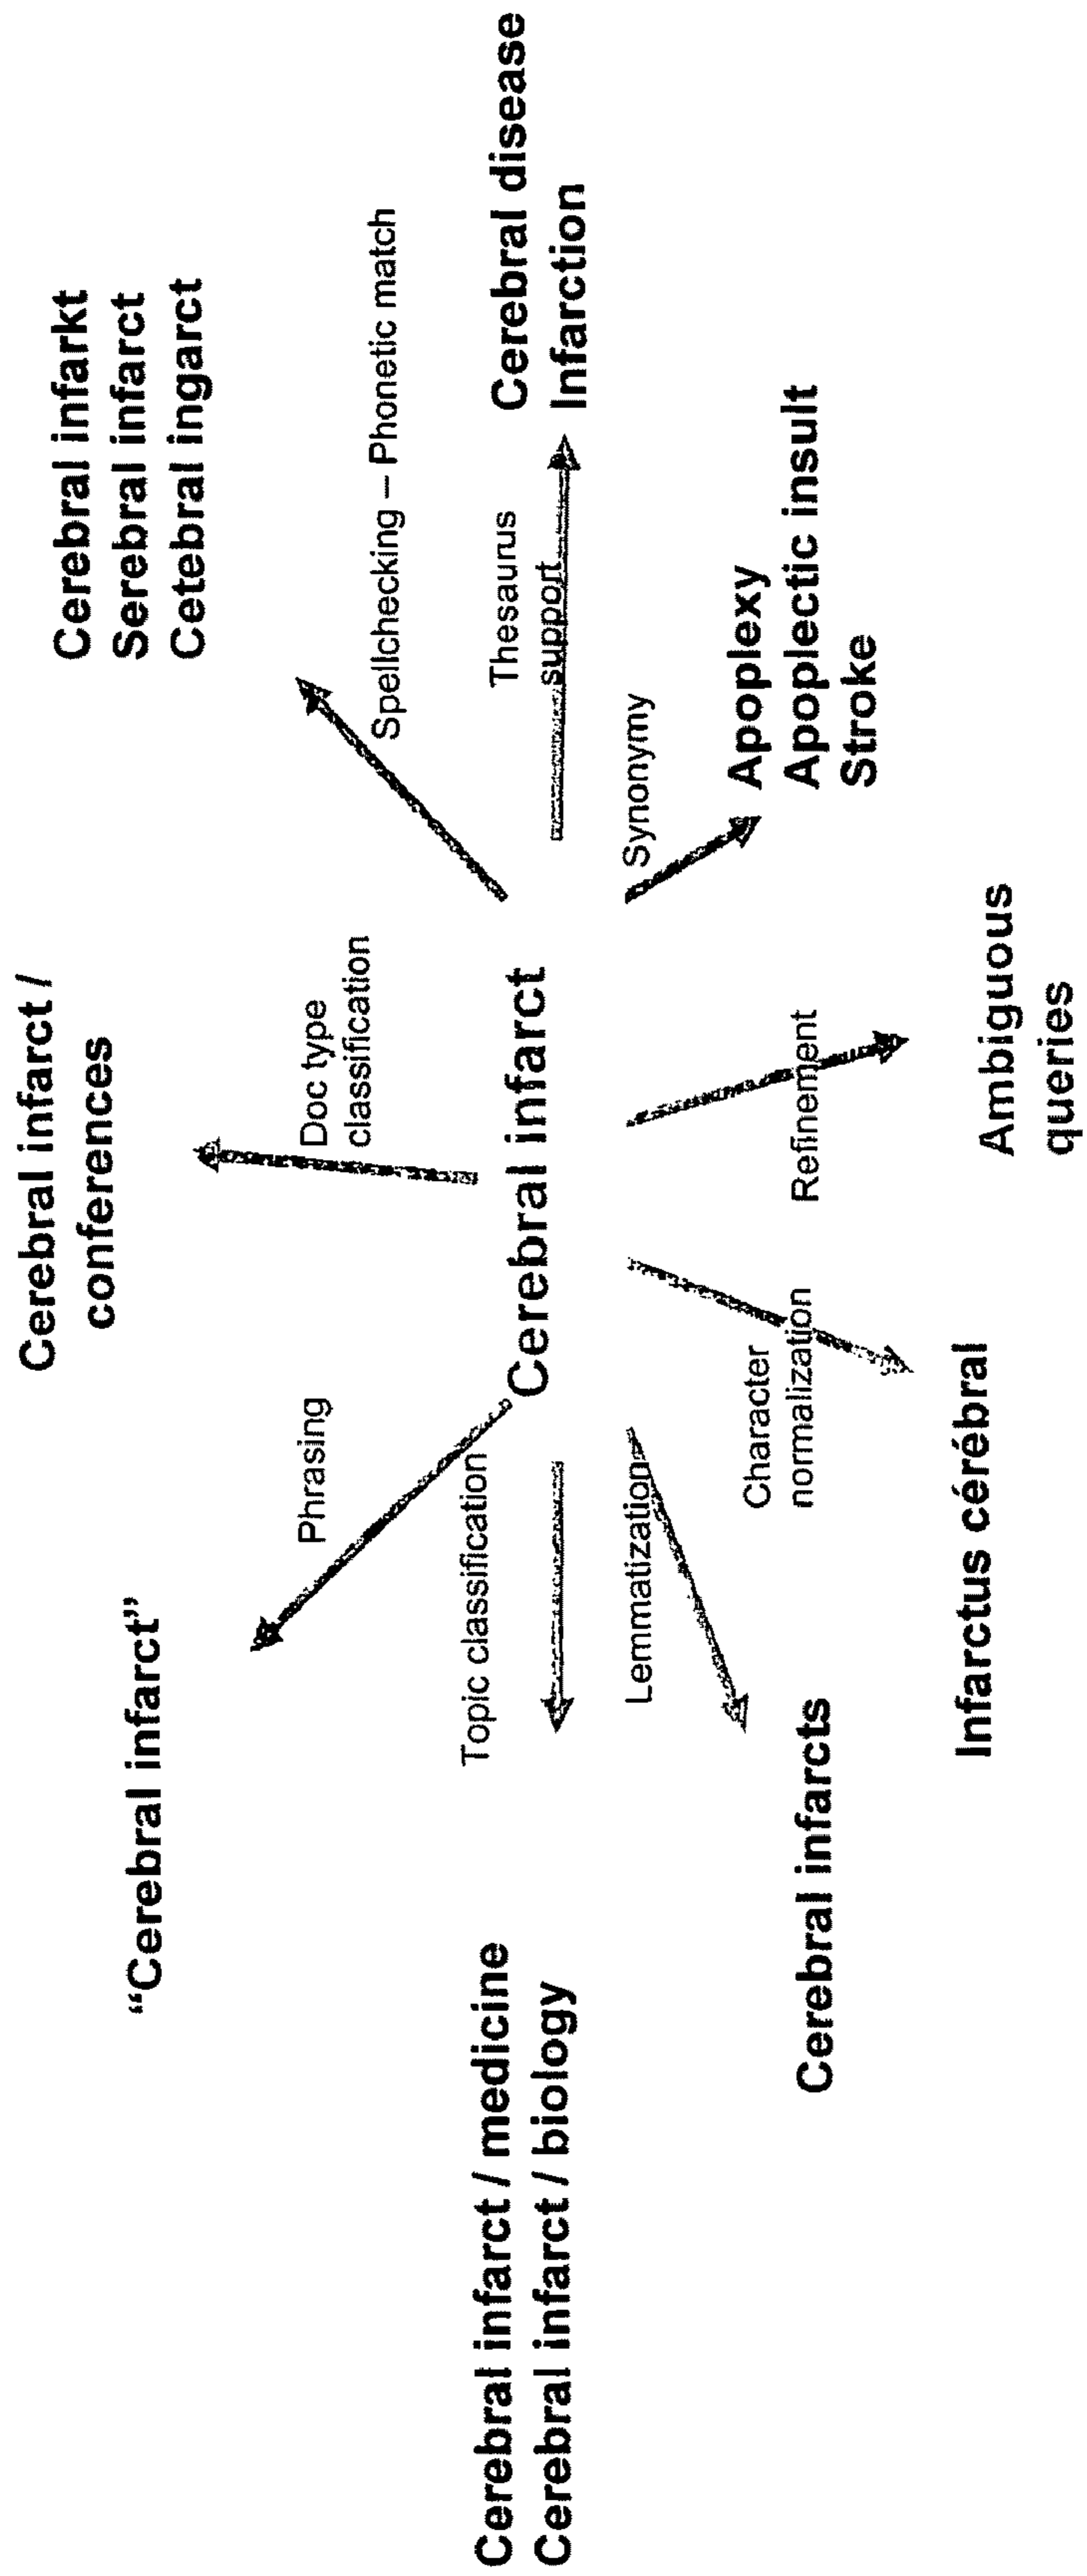 Cerebral infarct /
conferences
"Cerebral infarct"
Phrasing
Doc type
classification
Cerebral infarkt
Serebral infarct
Cetebral ingarct
Spellchecking – Phonetic match
Cerebral infarct / medicine
Cerebral infarct / biology
Topic classification
Cerebral infarct
Thesaurus
support
Cerebral disease
Infarction
Lemmatization
Cerebral infarcts
Character
normalization
Infarctus cérébral
Refinement
Ambiguous
queries
Synonymy
Apoplexy
Apoplectic insult
Stroke